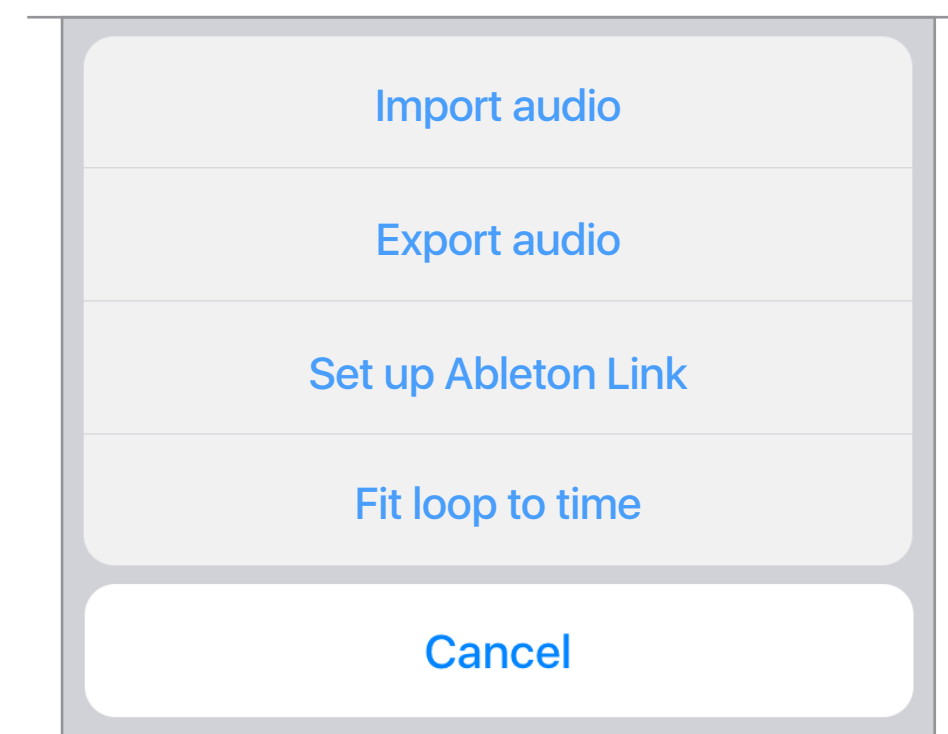 Import audio
Export audio
Set up Ableton Link
Fit loop to time
Cancel